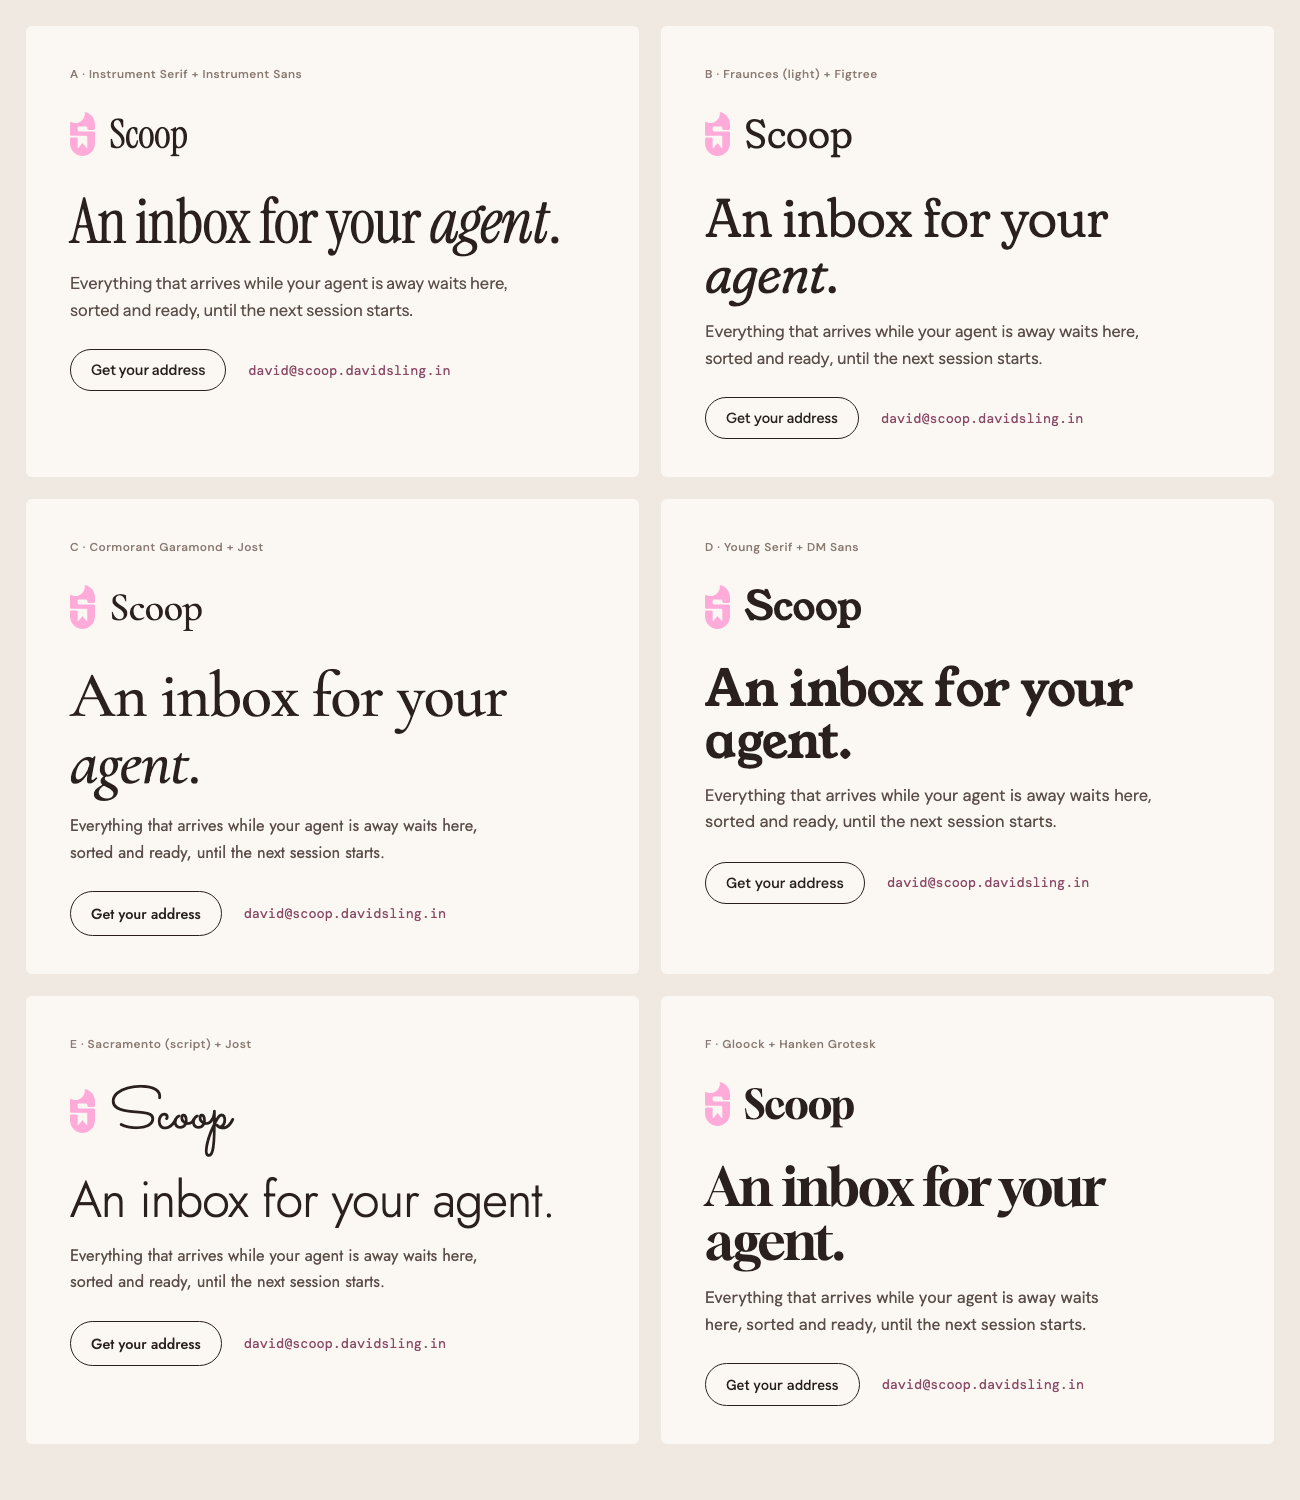 A · Instrument Serif + Instrument Sans
Scoop
An inbox for your agent.
Everything that arrives while your agent is away waits here,
sorted and ready, until the next session starts.
Get your address
david@scoop.davidsling.in
B · Fraunces (light) + Figtree
Scoop
An inbox for your
agent.
Everything that arrives while your agent is away waits here,
sorted and ready, until the next session starts.
Get your address
david@scoop.davidsling.in
C · Cormorant Garamond + Jost
Scoop
An inbox for your
agent.
Everything that arrives while your agent is away waits here,
sorted and ready, until the next session starts.
Get your address
david@scoop.davidsling.in
D · Young Serif + DM Sans
Scoop
An inbox for your
agent.
Everything that arrives while your agent is away waits here,
sorted and ready, until the next session starts.
Get your address
david@scoop.davidsling.in
E · Sacramento (script) + Jost
Scoop
An inbox for your agent.
Everything that arrives while your agent is away waits here,
sorted and ready, until the next session starts.
Get your address
david@scoop.davidsling.in
F · Gloock + Hanken Grotesk
Scoop
An inbox for your
agent.
Everything that arrives while your agent is away waits
here, sorted and ready, until the next session starts.
Get your address
david@scoop.davidsling.in